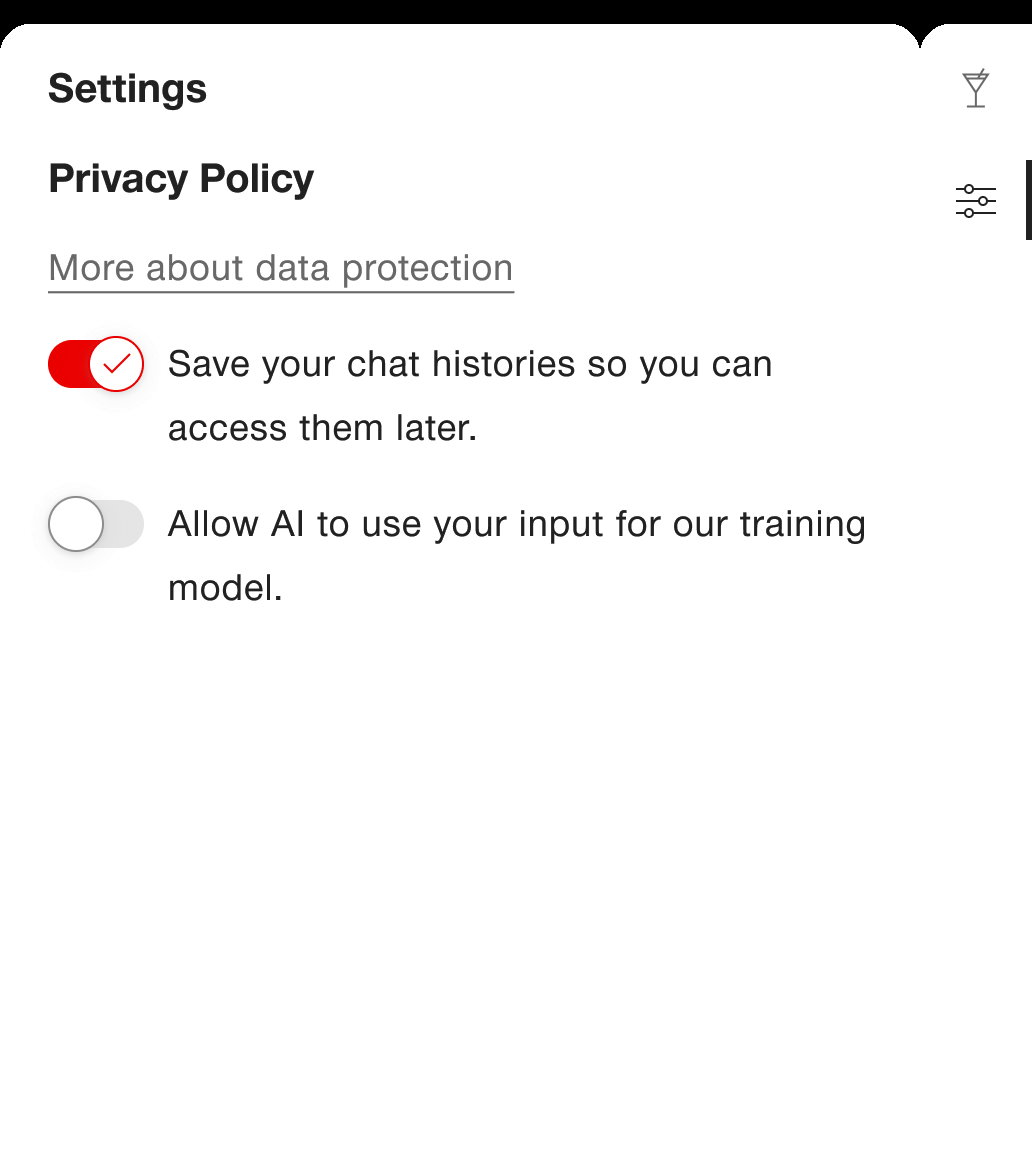 Settings
Privacy Policy
More about data protection
Save your chat histories so you can
access them later.
Allow AI to use your input for our training
model.